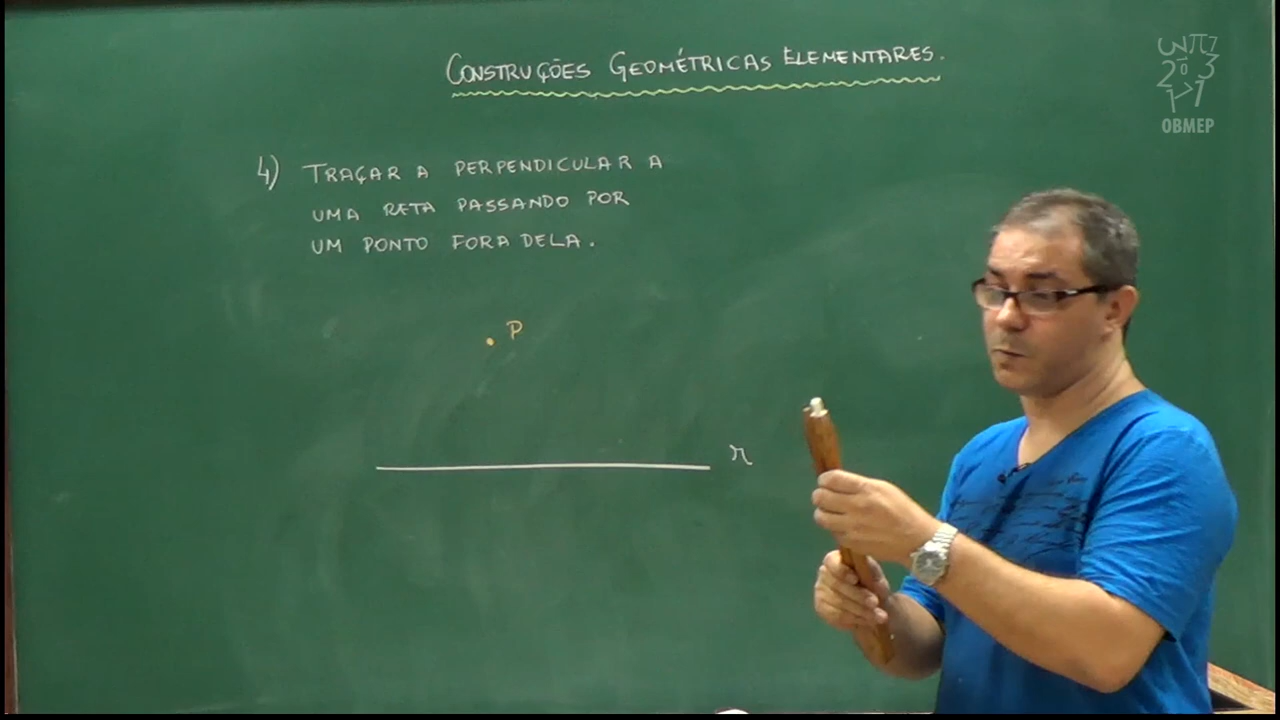 CONSTRUÇÕES GEOMÉTRICAS ELEMENTARES.
4) TRAÇAR A PERPENDICULAR A
UMA RETA PASSANDO POR
UM PONTO FORA DELA.
P
r
OBMEP